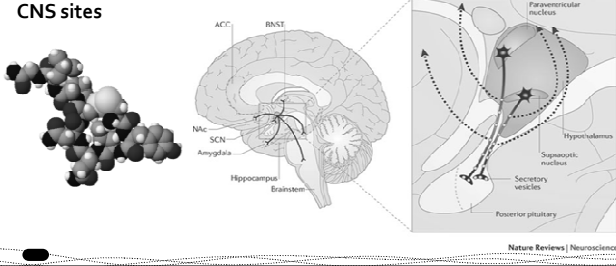 CNS sites
ACC
BNST
NAc
SCN
Amygdala
Hippocampus
Brainstem
Paraventricular
nucleus
Hypothalamus
Supraoptic
nucleus
Secretory
vesicles
Posterior pituitary
Nature Reviews | Neuroscience